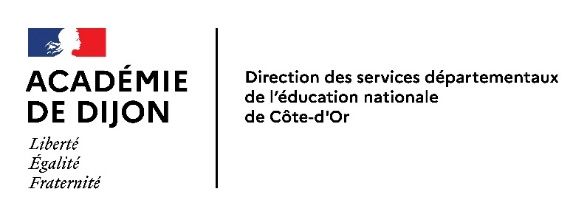 ACADÉMIE
DE DIJON
Liberté
Égalité
Fraternité
Direction des services départementaux
de l'éducation nationale
de Côte-d'Or